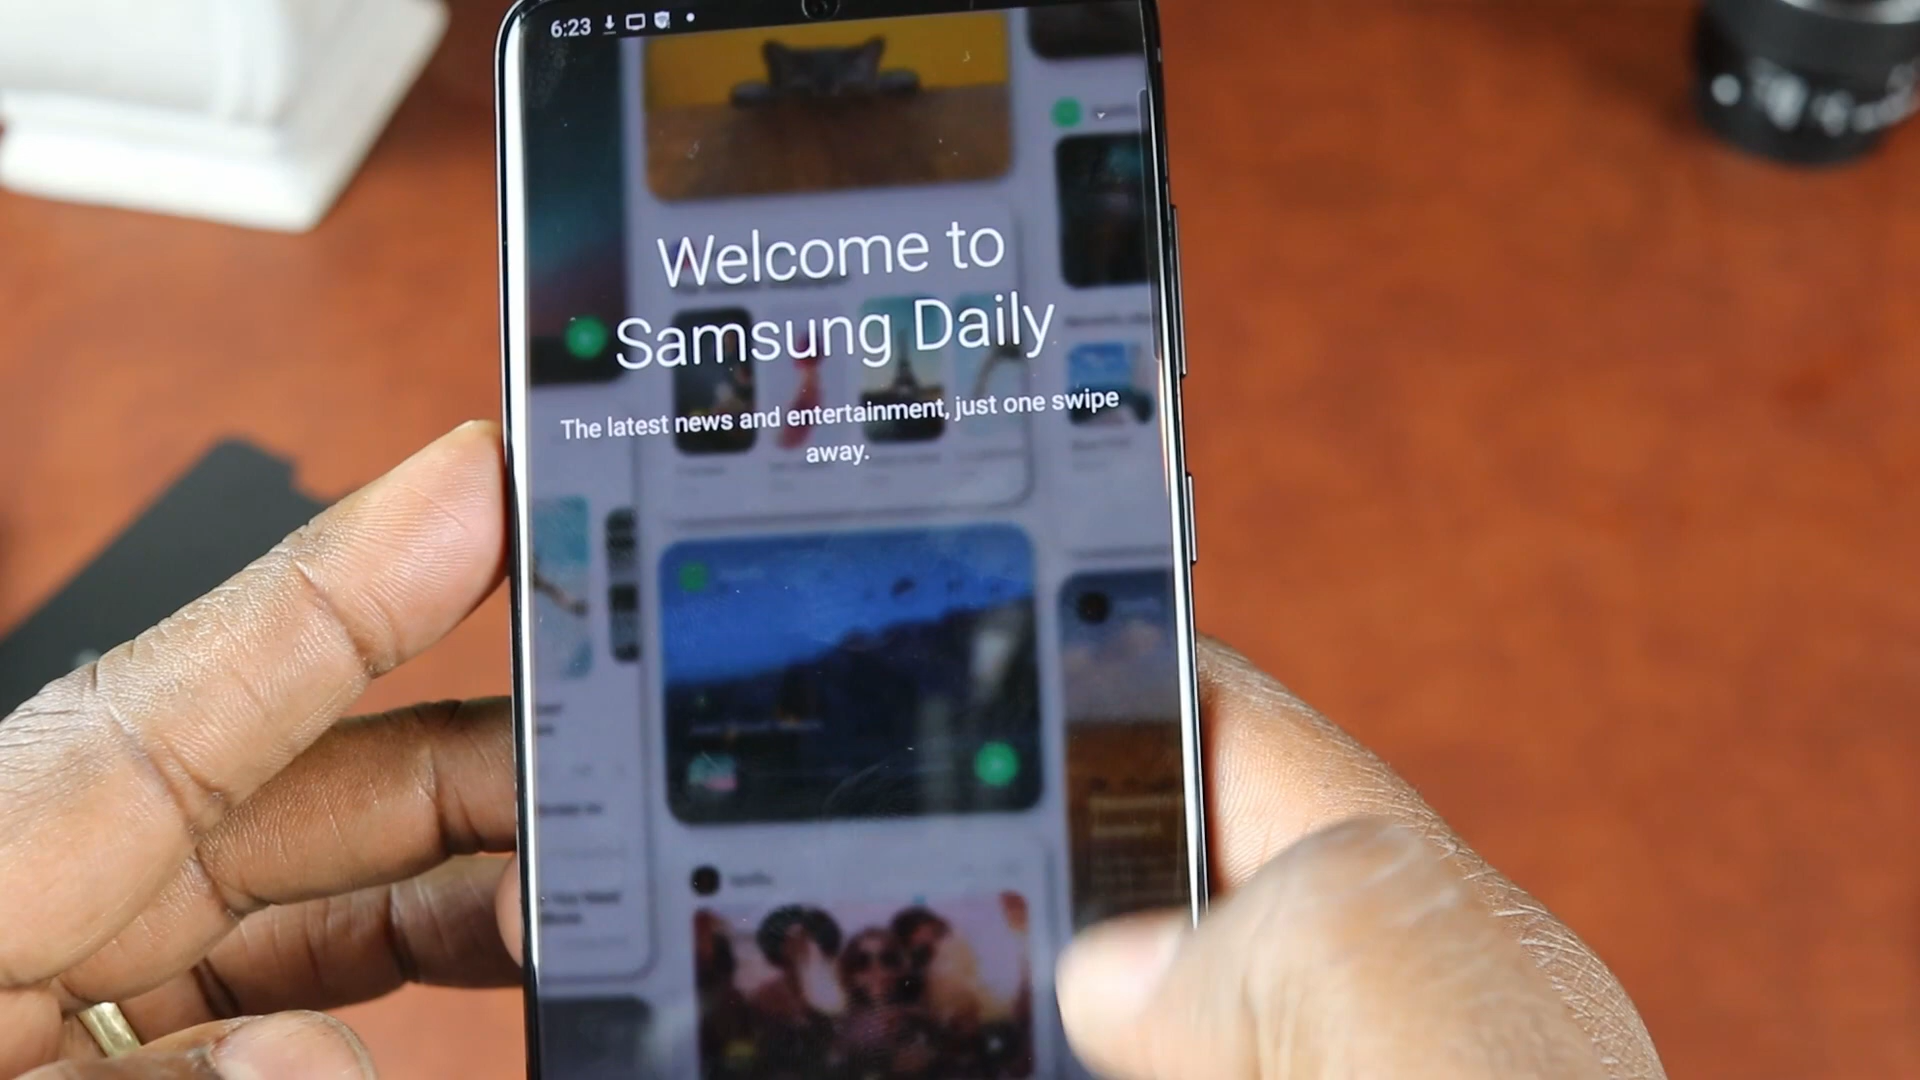 6:23
Welcome to
Samsung Daily
The latest news and entertainment, just one swipe
away.